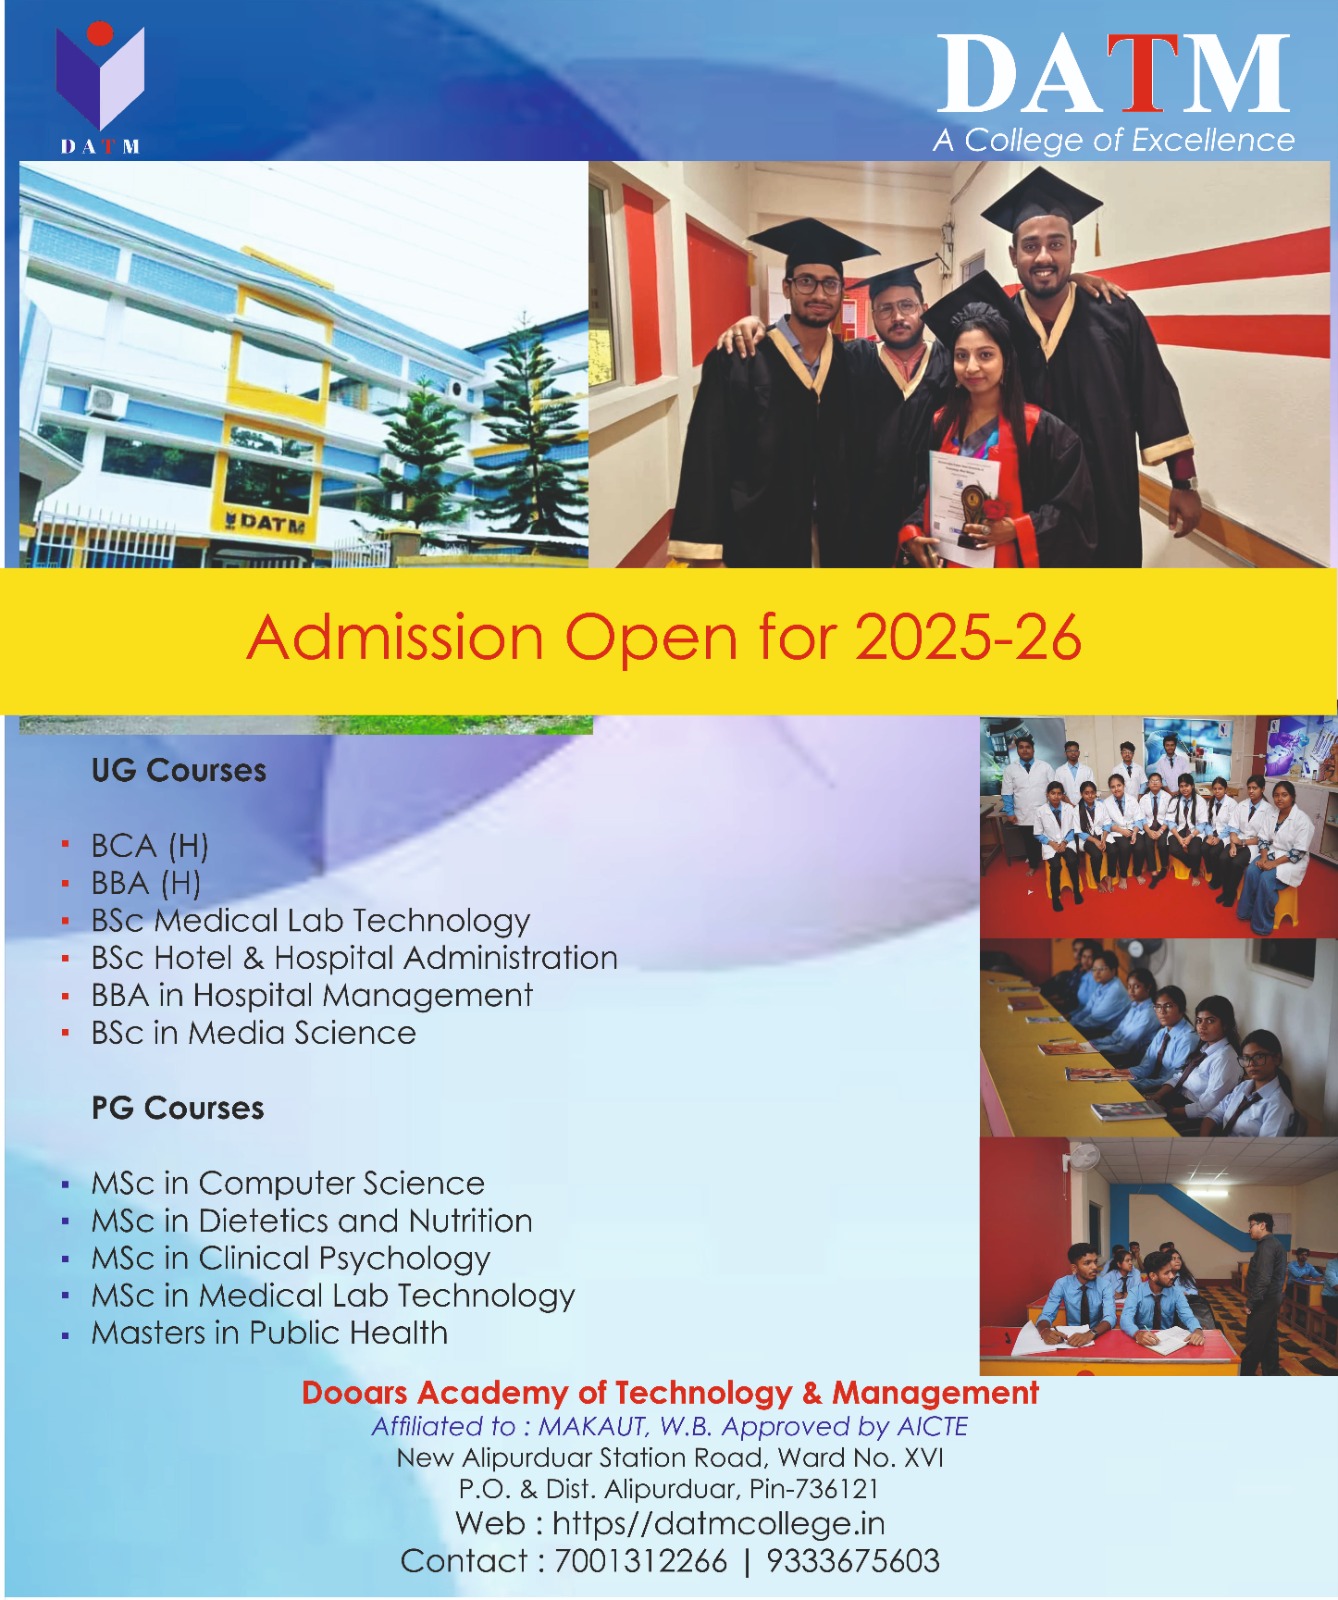 DATM
DATM
A College of Excellence
DATM
Admission Open for 2025-26
UG Courses
BCA (H)
BBA (H)
BSc Medical Lab Technology
BSc Hotel & Hospital Administration
BBA in Hospital Management
BSc in Media Science
PG Courses
MSc in Computer Science
MSc in Dietetics and Nutrition
MSc in Clinical Psychology
MSc in Medical Lab Technology
Masters in Public Health
Dooars Academy of Technology & Management
Affiliated to : MAKAUT, W.B. Approved by AICTE
New Alipurduar Station Road, Ward No. XVI
P.O. & Dist. Alipurduar, Pin-736121
Web : https//datmcollege.in
Contact : 7001312266 | 9333675603